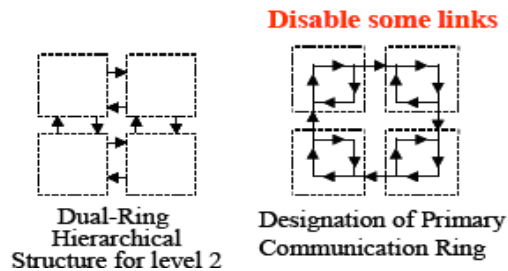 Disable some links
Dual-Ring
Hierarchical
Structure for level 2
Designation of Primary
Communication Ring